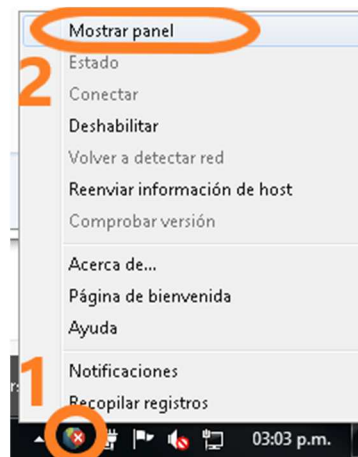 Mostrar panel
2
Estado
Conectar
Deshabilitar
Volver a detectar red
Reenviar información de host
Comprobar versión
Acerca de...
Página de bienvenida
Ayuda
1
Notificaciones
Recopilar registros
03:03 p.m.